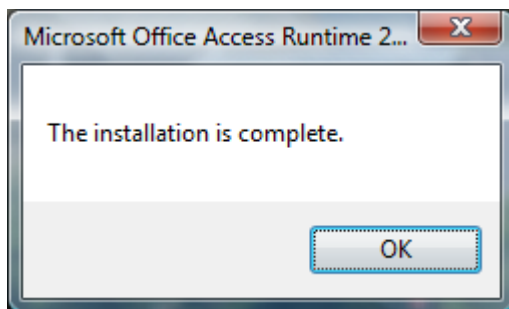 Microsoft Office Access Runtime 2...
The installation is complete.
OK